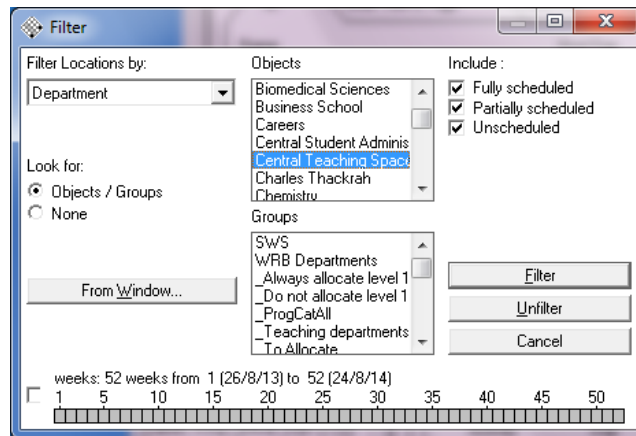 Filter
Filter Locations by:
Department
Look for:
Objects / Groups
None
From Window...
Objects
Biomedical Sciences
Business School
Careers
Central Student Adminis
Central Teaching Space
Charles Thackrah
Chemistry
Groups
SWS
WRB Departments
_Always allocate level 1
_Do not allocate level 1
_ProgCatAll
_Teaching departments
_To Allocate
Include :
Fully scheduled
Partially scheduled
Unscheduled
Filter
Unfilter
Cancel
weeks: 52 weeks from 1 (26/8/13) to 52 (24/8/14)
1 5 10 15 20 25 30 35 40 45 50